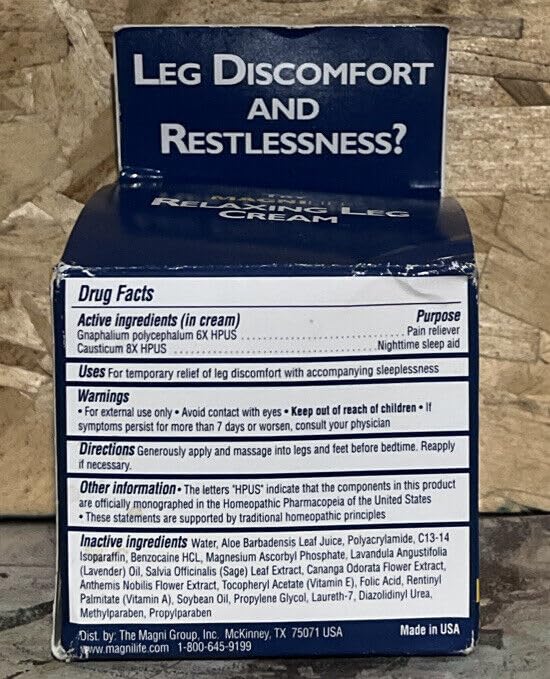 LEG DISCOMFORT
AND
RESTLESSNESS?
RELAXING LEG
CREAM
Drug Facts
Active ingredients (in cream) Purpose
Gnaphalium polycephalum 6X HPUS ........ Pain reliever
Causticum 8X HPUS ........ Nighttime sleep aid
Uses For temporary relief of leg discomfort with accompanying sleeplessness
Warnings
• For external use only • Avoid contact with eyes • Keep out of reach of children • If
symptoms persist for more than 7 days or worsen, consult your physician
Directions Generously apply and massage into legs and feet before bedtime. Reapply
if necessary.
Other information • The letters "HPUS" indicate that the components in this product
are officially monographed in the Homeopathic Pharmacopeia of the United States
• These statements are supported by traditional homeopathic principles
Inactive ingredients Water, Aloe Barbadensis Leaf Juice, Polyacrylamide, C13-14
Isoparaffin, Benzocaine HCL, Magnesium Ascorbyl Phosphate, Lavandula Angustifolia
(Lavender) Oil, Salvia Officinalis (Sage) Leaf Extract, Cananga Odorata Flower Extract,
Anthemis Nobilis Flower Extract, Tocopheryl Acetate (Vitamin E), Folic Acid, Rentinyl
Palmitate (Vitamin A), Soybean Oil, Propylene Glycol, Laureth-7, Diazolidinyl Urea,
Methylparaben, Propylparaben
Dist. by: The Magni Group, Inc. McKinney, TX 75071 USA Made in USA
www.magnilife.com 1-800-645-9199